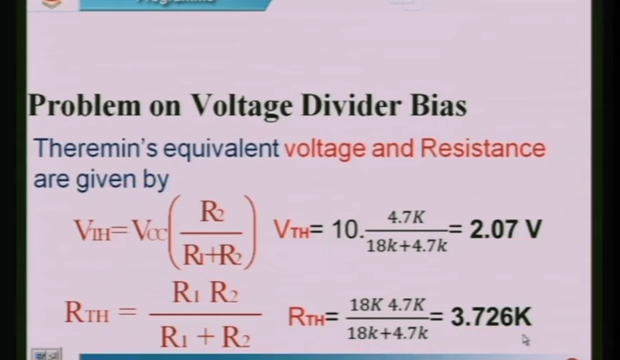 Programme
Problem on Voltage Divider Bias
Theremin's equivalent voltage and Resistance
are given by
VTH=VCC(R2/R1+R2) VTH= 10.4.7K/18k+4.7k= 2.07 V
RTH = R1 R2/R1 + R2 RTH= 18K 4.7K/18k+4.7k= 3.726K